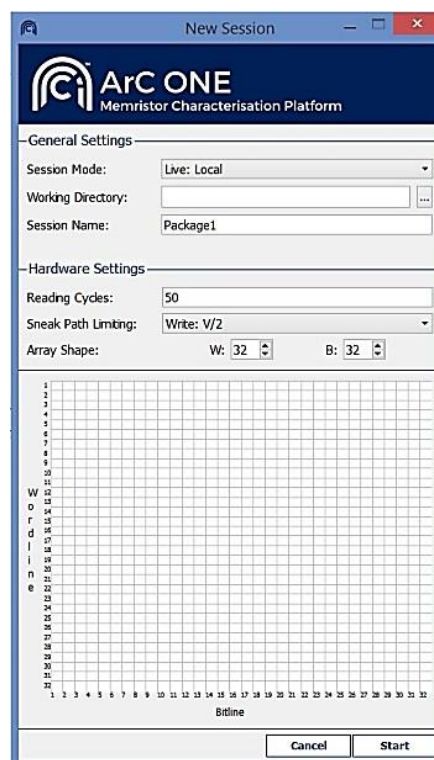 New Session
ArC ONE™
Memristor Characterisation Platform
General Settings
Session Mode: Live: Local
Working Directory: ...
Session Name: Package1
Hardware Settings
Reading Cycles: 50
Sneak Path Limiting: Write: V/2
Array Shape: W: 32 B: 32
1
2
3
4
5
6
7
8
9
10
11
12
13
14
15
16
17
18
19
20
21
22
23
24
25
26
27
28
29
30
31
32
Wordline
1 2 3 4 5 6 7 8 9 10 11 12 13 14 15 16 17 18 19 20 21 22 23 24 25 26 27 28 29 30 31 32
Bitline
Cancel Start